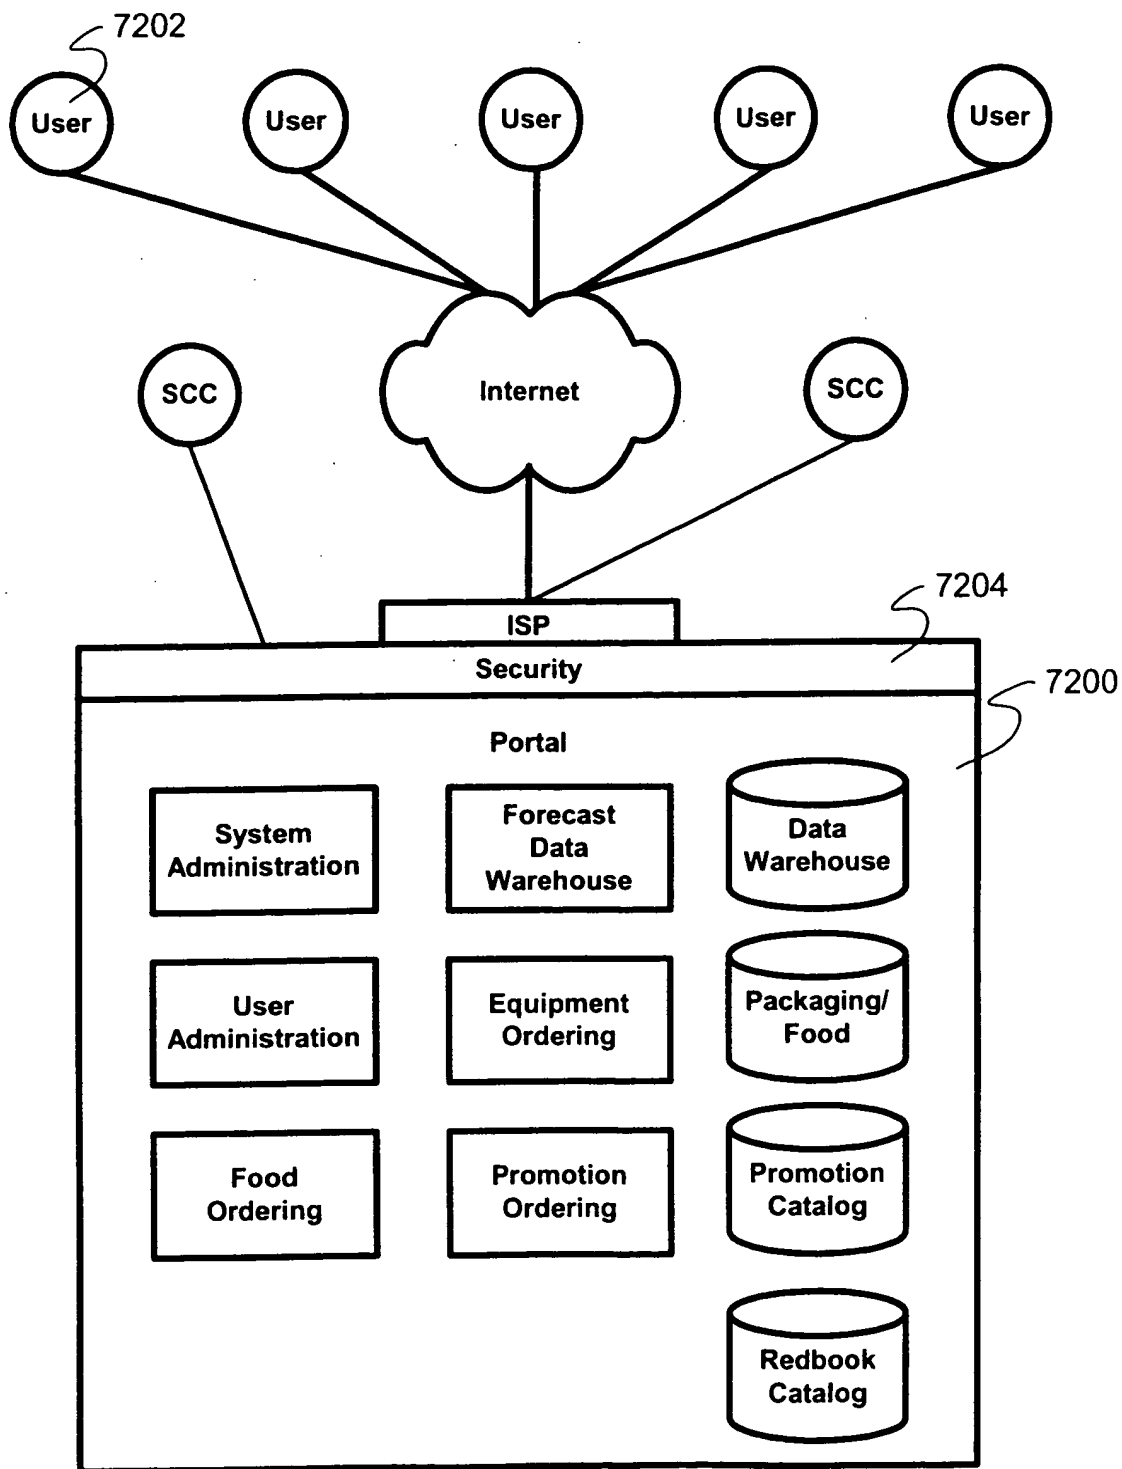 7202
User
User
User
User
User
SCC
Internet
SCC
7204
ISP
Security
7200
Portal
System
Administration
Forecast
Data
Warehouse
Data
Warehouse
User
Administration
Equipment
Ordering
Packaging/
Food
Food
Ordering
Promotion
Ordering
Promotion
Catalog
Redbook
Catalog